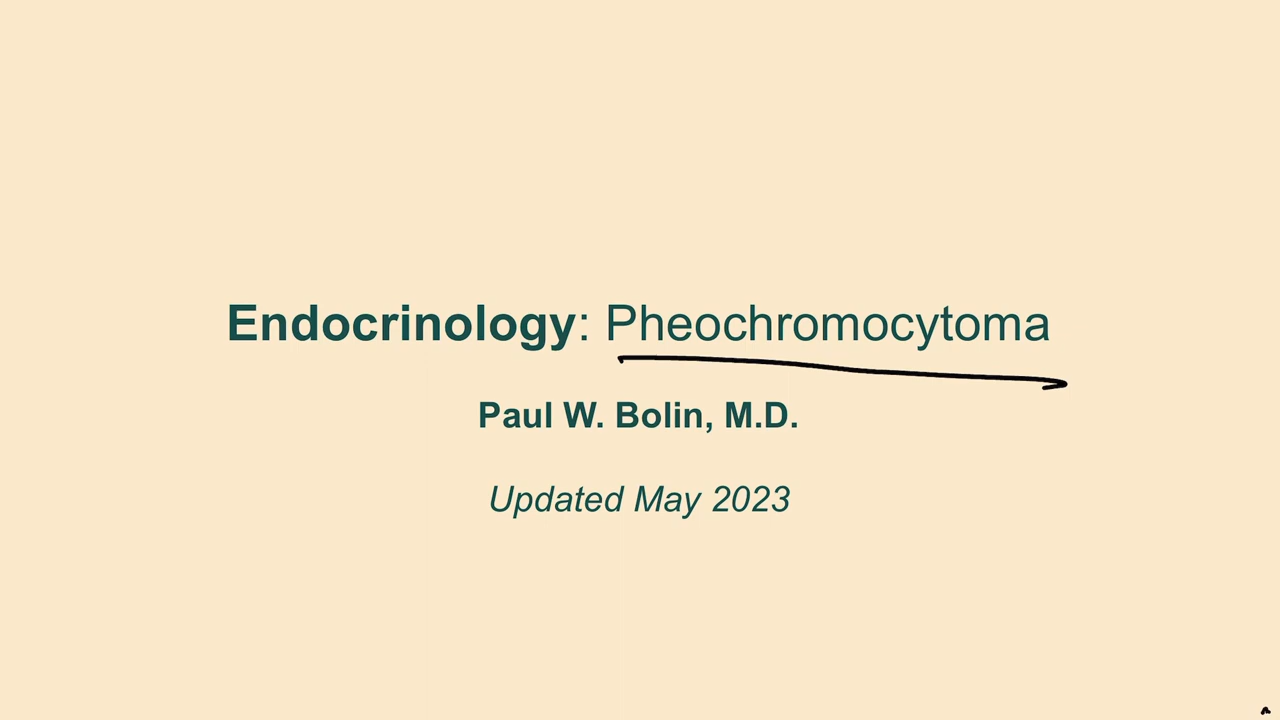 Endocrinology: Pheochromocytoma
Paul W. Bolin, M.D.
Updated May 2023